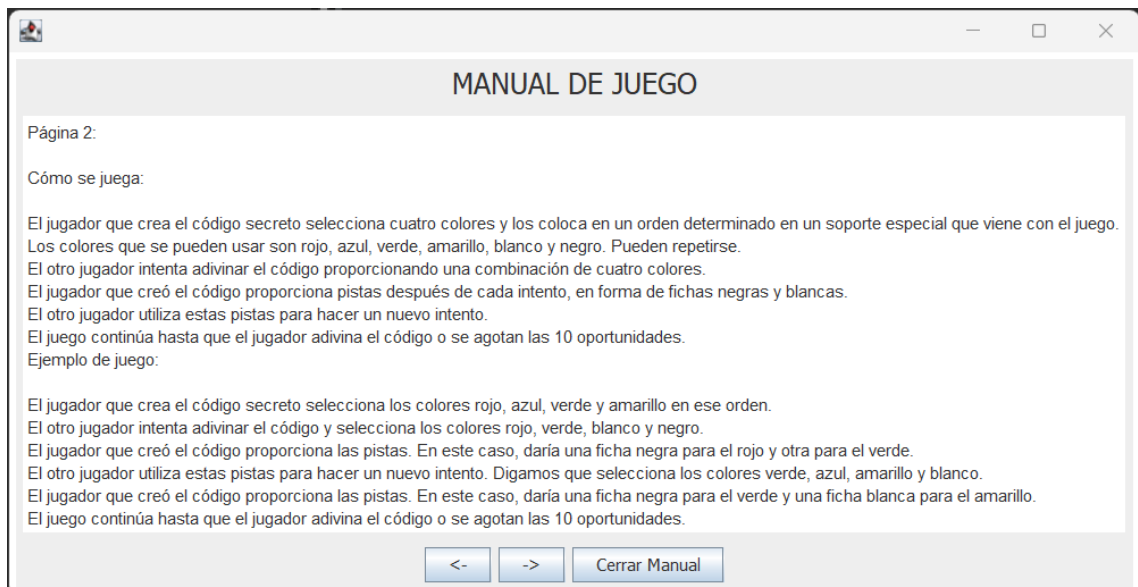 MANUAL DE JUEGO
Página 2:
Cómo se juega:
El jugador que crea el código secreto selecciona cuatro colores y los coloca en un orden determinado en un soporte especial que viene con el juego.
Los colores que se pueden usar son rojo, azul, verde, amarillo, blanco y negro. Pueden repetirse.
El otro jugador intenta adivinar el código proporcionando una combinación de cuatro colores.
El jugador que creó el código proporciona pistas después de cada intento, en forma de fichas negras y blancas.
El otro jugador utiliza estas pistas para hacer un nuevo intento.
El juego continúa hasta que el jugador adivina el código o se agotan las 10 oportunidades.
Ejemplo de juego:
El jugador que crea el código secreto selecciona los colores rojo, azul, verde y amarillo en ese orden.
El otro jugador intenta adivinar el código y selecciona los colores rojo, verde, blanco y negro.
El jugador que creó el código proporciona las pistas. En este caso, daría una ficha negra para el rojo y otra para el verde.
El otro jugador utiliza estas pistas para hacer un nuevo intento. Digamos que selecciona los colores verde, azul, amarillo y blanco.
El jugador que creó el código proporciona las pistas. En este caso, daría una ficha negra para el verde y una ficha blanca para el amarillo.
El juego continúa hasta que el jugador adivina el código o se agotan las 10 oportunidades.
<- -> Cerrar Manual